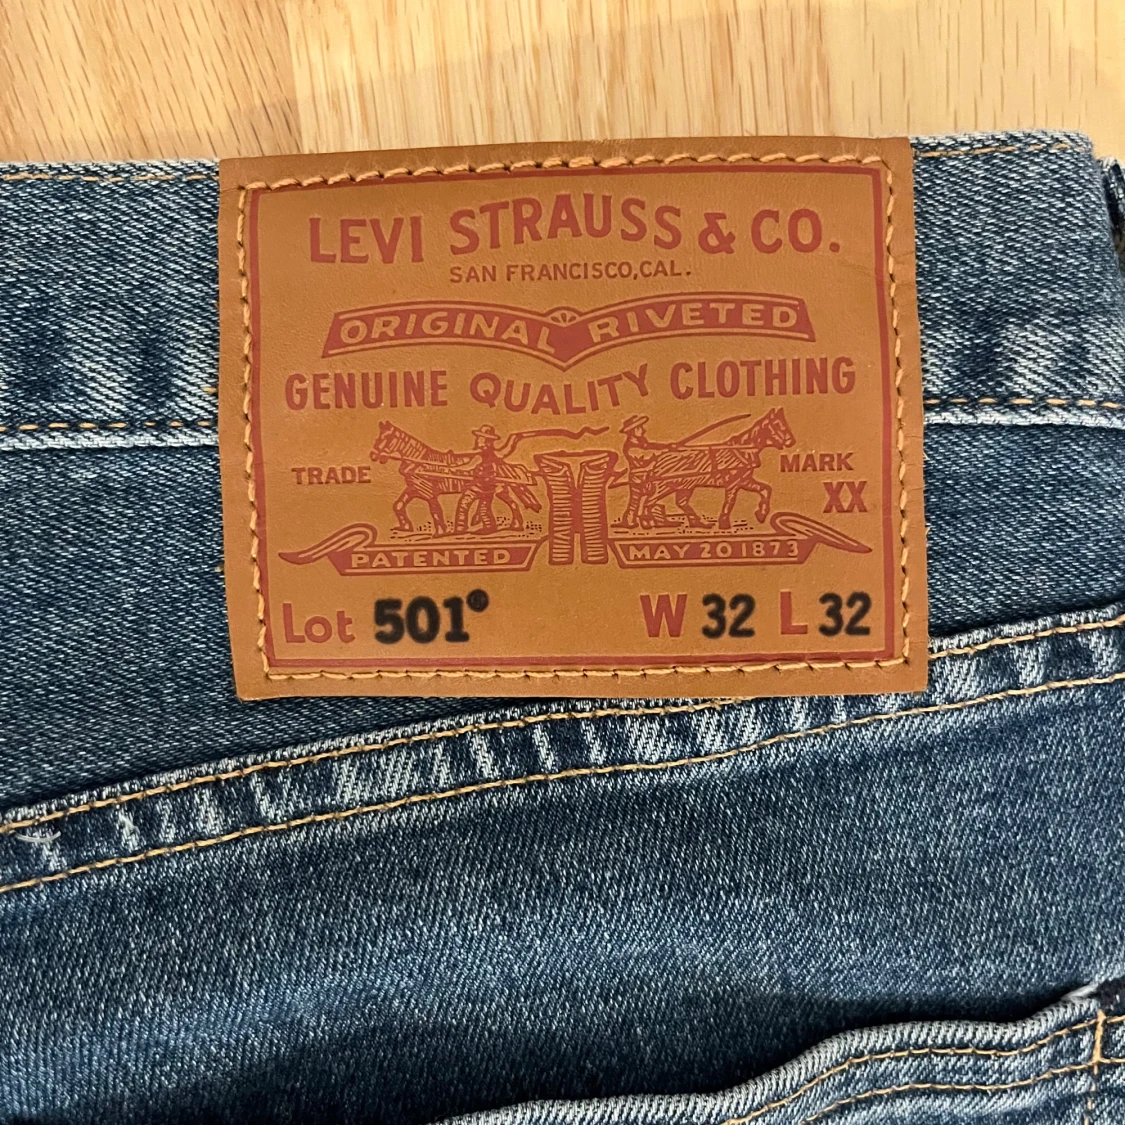 LEVI STRAUSS & CO.
SAN FRANCISCO, CAL.
ORIGINAL RIVETED
GENUINE QUALITY CLOTHING
TRADE MARK
XX
PATENTED MAY 20 1873
Lot 501® W 32 L 32